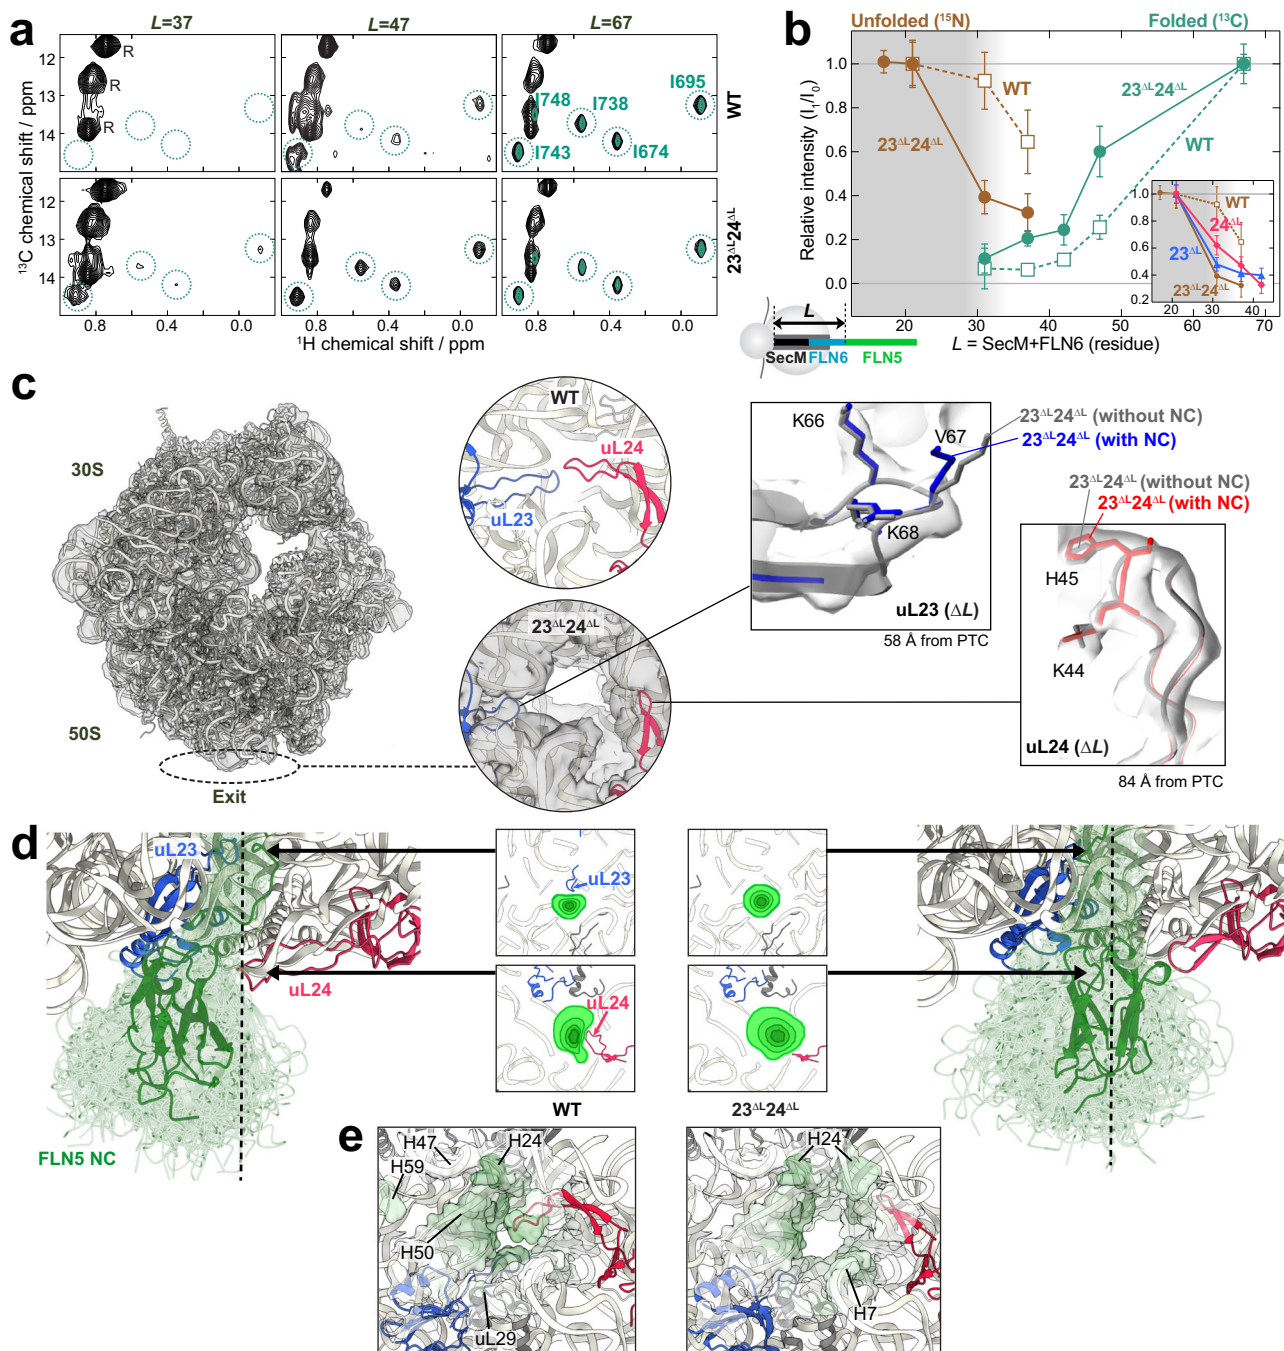 a
L=37
L=47
L=67
12
13
14
R
R
R
I748
I738
I695
I743
I674
WT
12
13
14
23ΔL24ΔL
0.8
0.4
0.0
0.8
0.4
0.0
0.8
0.4
0.0
¹³C chemical shift / ppm
¹H chemical shift / ppm
b
Unfolded (¹⁵N)
Folded (¹³C)
1.0
0.8
0.6
0.4
0.2
0.0
Relative intensity (I₁/I₀)
WT
23ΔL24ΔL
23ΔL24ΔL
WT
1.0
0.8
0.6
0.4
0.2
WT
24ΔL
23ΔL
23ΔL24ΔL
20
30
40
20
30
40
50
60
70
L = SecM+FLN6 (residue)
L
SecM
FLN6
FLN5
c
30S
50S
Exit
WT
uL24
uL23
23ΔL24ΔL
K66
V67
K68
uL23 (ΔL)
58 Å from PTC
23ΔL24ΔL (without NC)
23ΔL24ΔL (with NC)
23ΔL24ΔL (without NC)
23ΔL24ΔL (with NC)
H45
K44
uL24 (ΔL)
84 Å from PTC
d
uL23
uL24
FLN5 NC
uL23
uL24
WT
23ΔL24ΔL
e
H47
H24
H59
H50
uL29
H24
H7